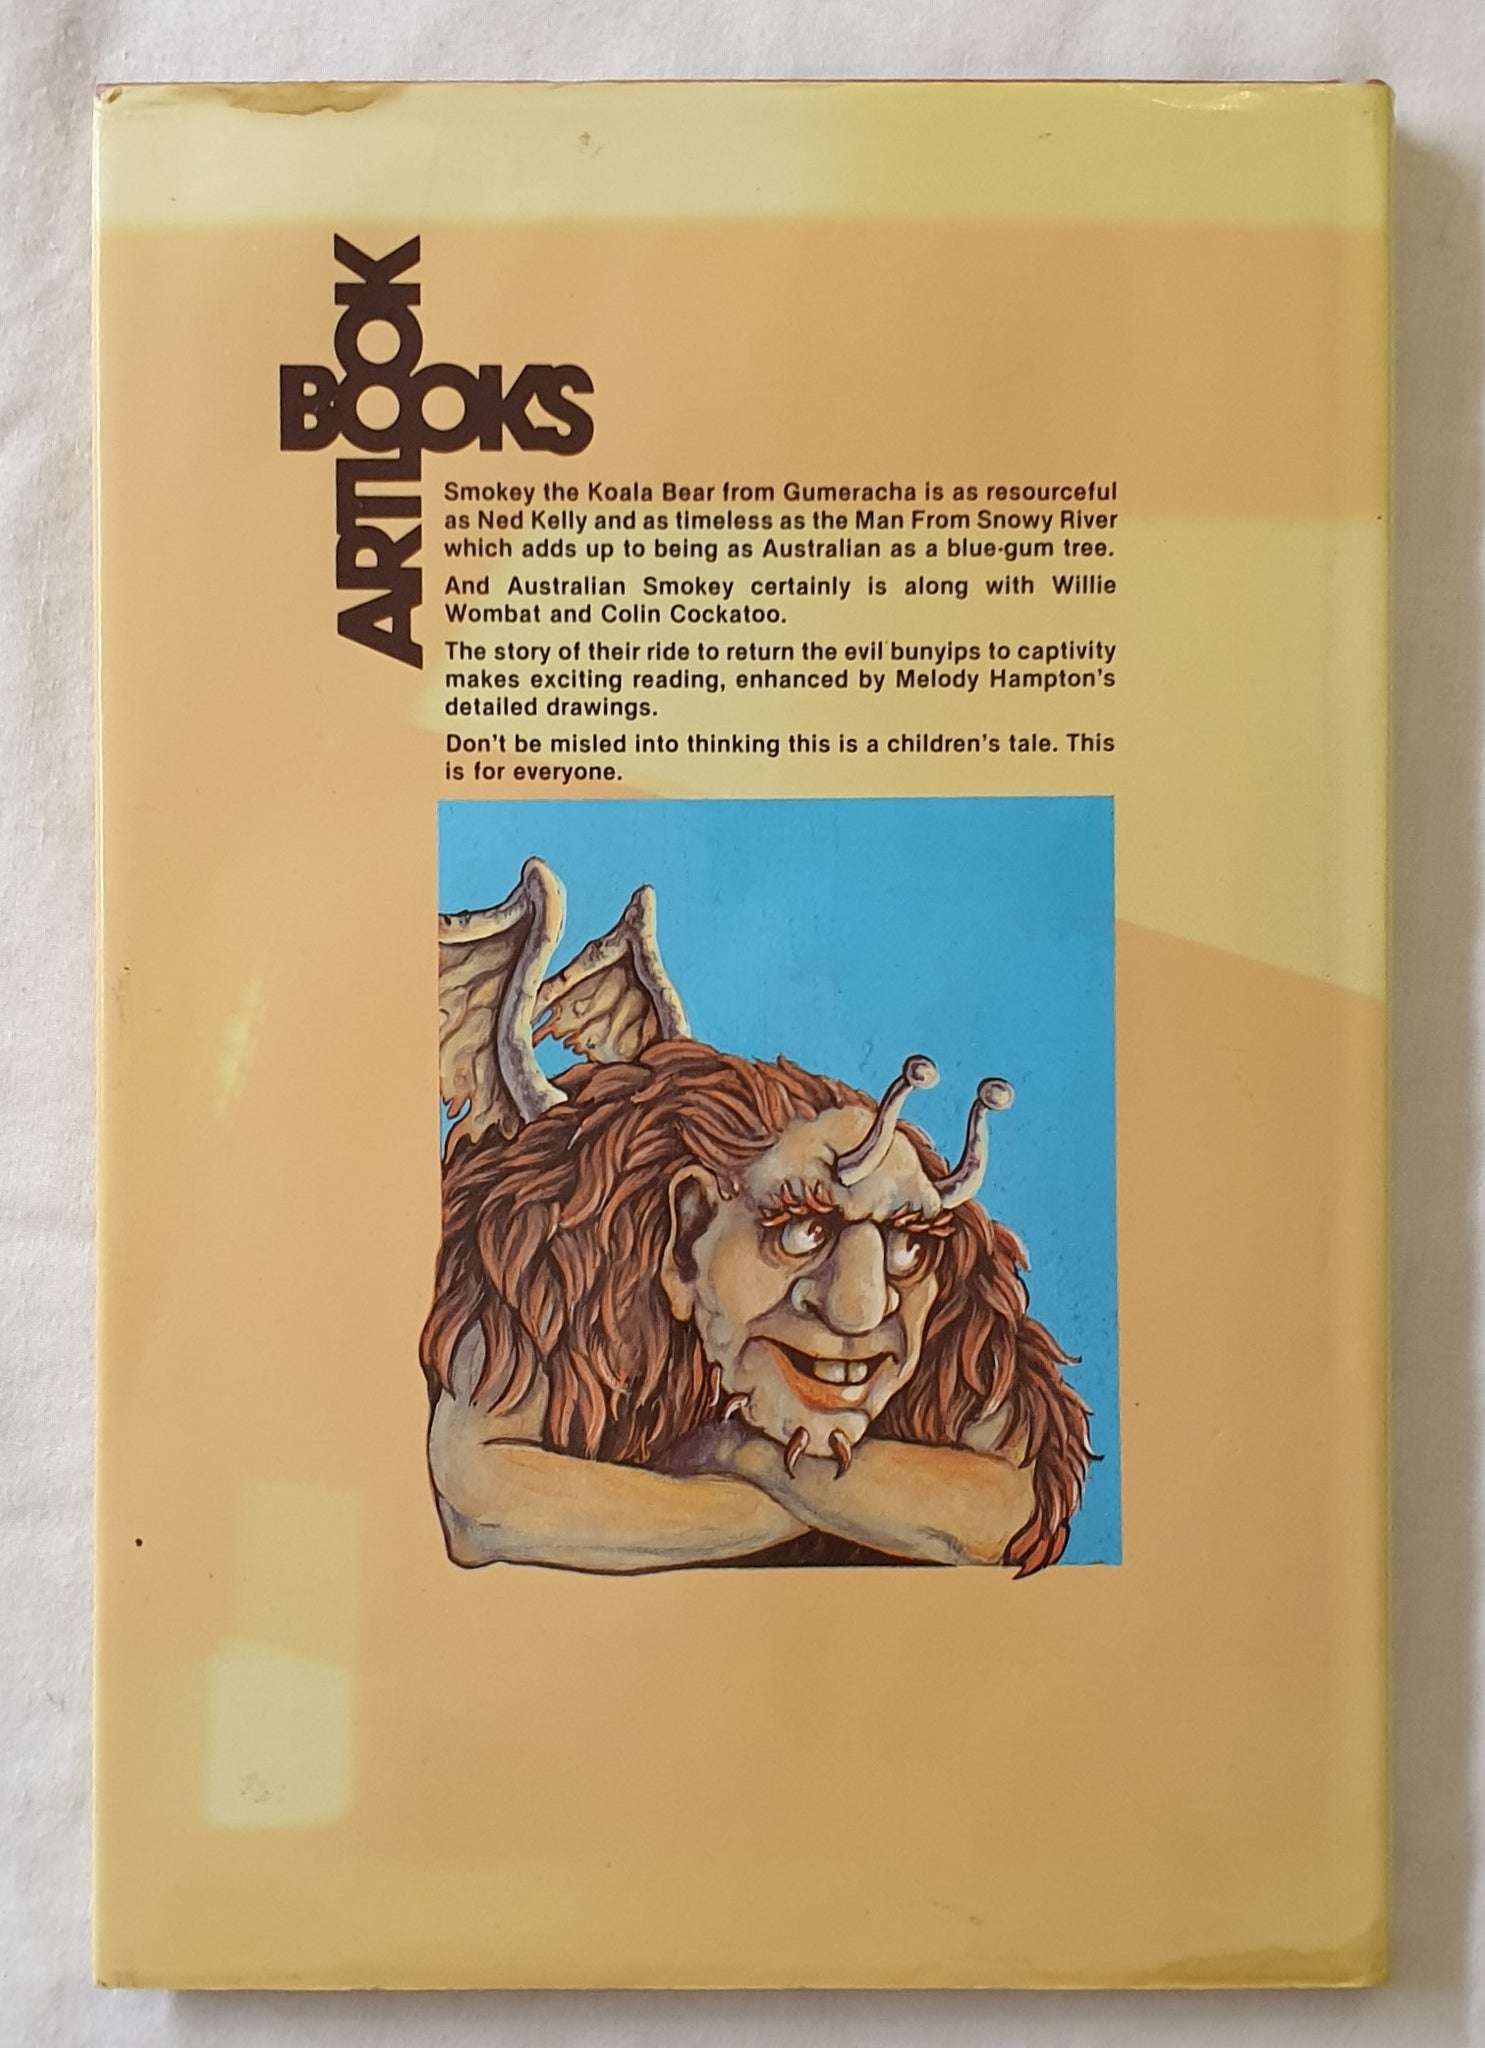 ARTLOOK
BOOKS
Smokey the Koala Bear from Gumeracha is as resourceful
as Ned Kelly and as timeless as the Man From Snowy River
which adds up to being as Australian as a blue-gum tree.
And Australian Smokey certainly is along with Willie
Wombat and Colin Cockatoo.
The story of their ride to return the evil bunyips to captivity
makes exciting reading, enhanced by Melody Hampton's
detailed drawings.
Don't be misled into thinking this is a children's tale. This
is for everyone.